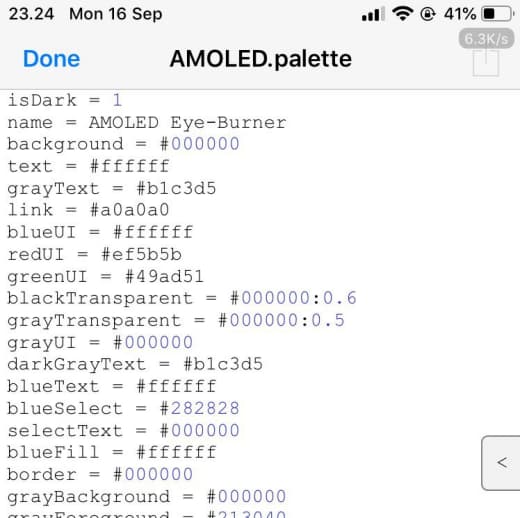 23.24 Mon 16 Sep 41%
6.3K/s
Done AMOLED.palette
isDark = 1
name = AMOLED Eye-Burner
background = #000000
text = #ffffff
grayText = #b1c3d5
link = #a0a0a0
blueUI = #ffffff
redUI = #ef5b5b
greenUI = #49ad51
blackTransparent = #000000:0.6
grayTransparent = #000000:0.5
grayUI = #000000
darkGrayText = #b1c3d5
blueText = #ffffff
blueSelect = #282828
selectText = #000000
blueFill = #ffffff
border = #000000
<
grayBackground = #000000
grayForeground = #213040